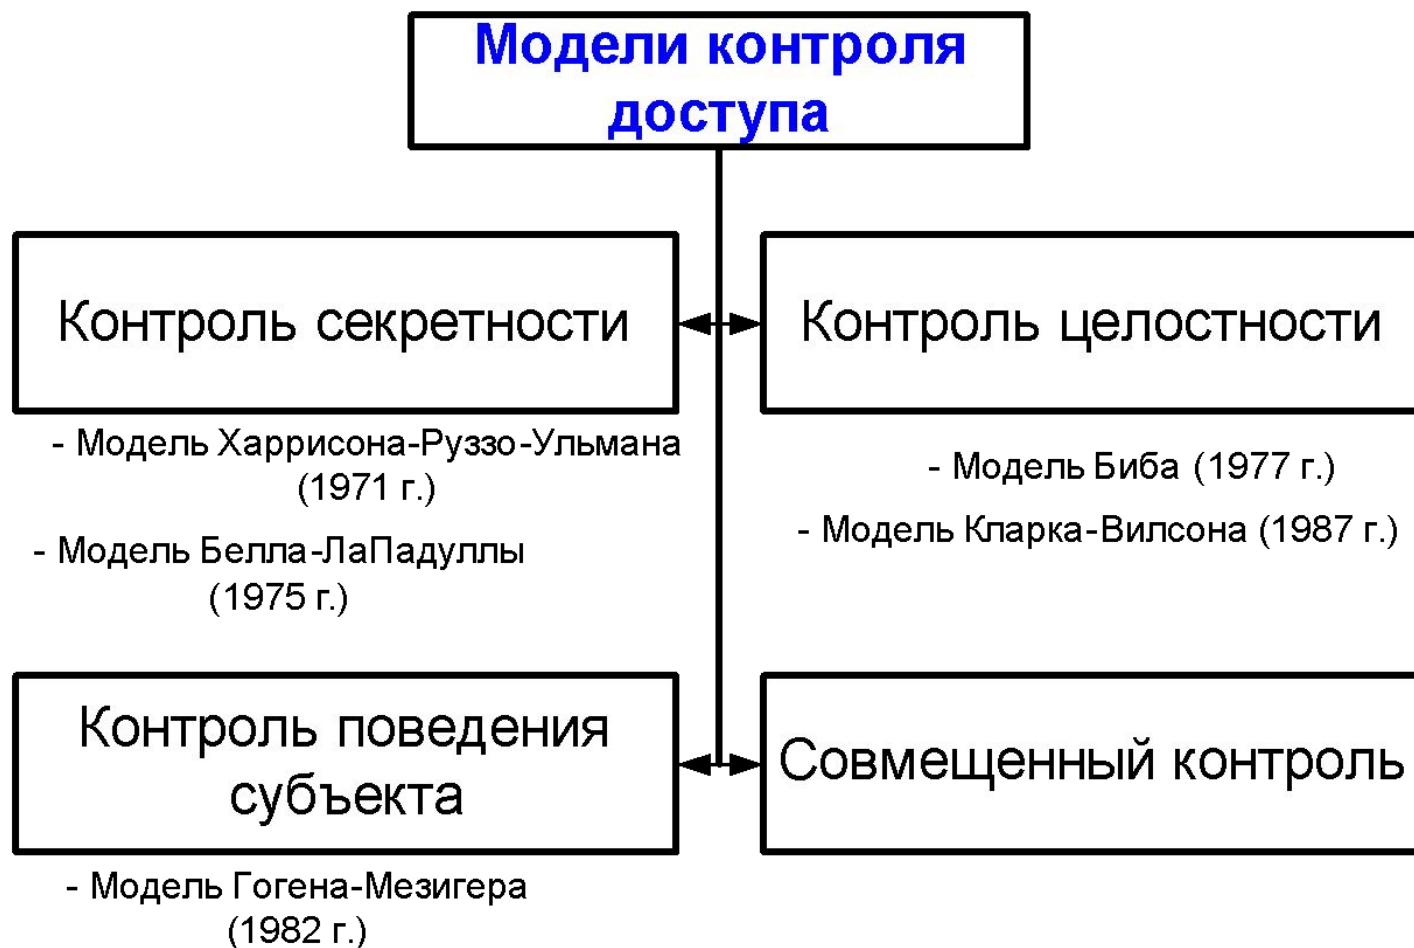 Модели контроля
доступа
Контроль секретности
- Модель Харрисона-Руззо-Ульмана
(1971 г.)
- Модель Белла-ЛаПадуллы
(1975 г.)
Контроль целостности
- Модель Биба (1977 г.)
- Модель Кларка-Вилсона (1987 г.)
Контроль поведения
субъекта
- Модель Гогена-Мезигера
(1982 г.)
Совмещенный контроль